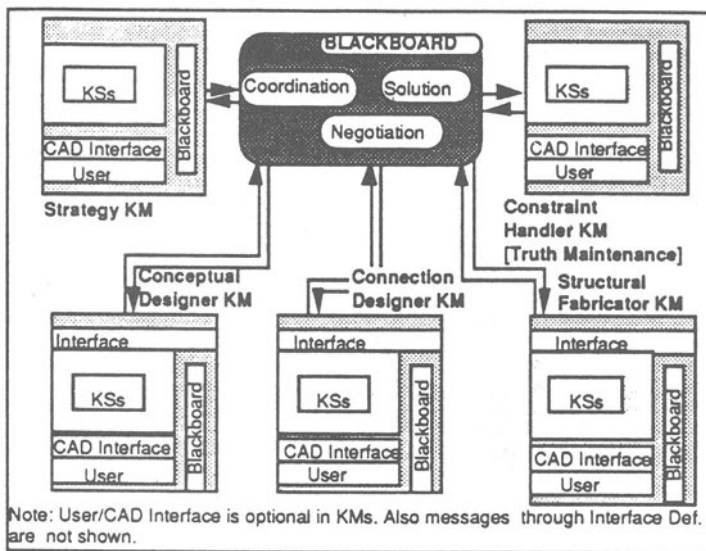 BLACKBOARD
Coordination
Solution
Negotiation
KSs
CAD Interface
User
Blackboard
Strategy KM
KSs
CAD Interface
User
Blackboard
Constraint
Handler KM
[Truth Maintenance]
Conceptual
Designer KM
Connection
Designer KM
Structural
Fabricator KM
Interface
KSs
CAD Interface
User
Blackboard
Interface
KSs
CAD Interface
User
Blackboard
Interface
KSs
CAD Interface
User
Blackboard
Note: User/CAD Interface is optional in KMs. Also messages through Interface Def.
are not shown.